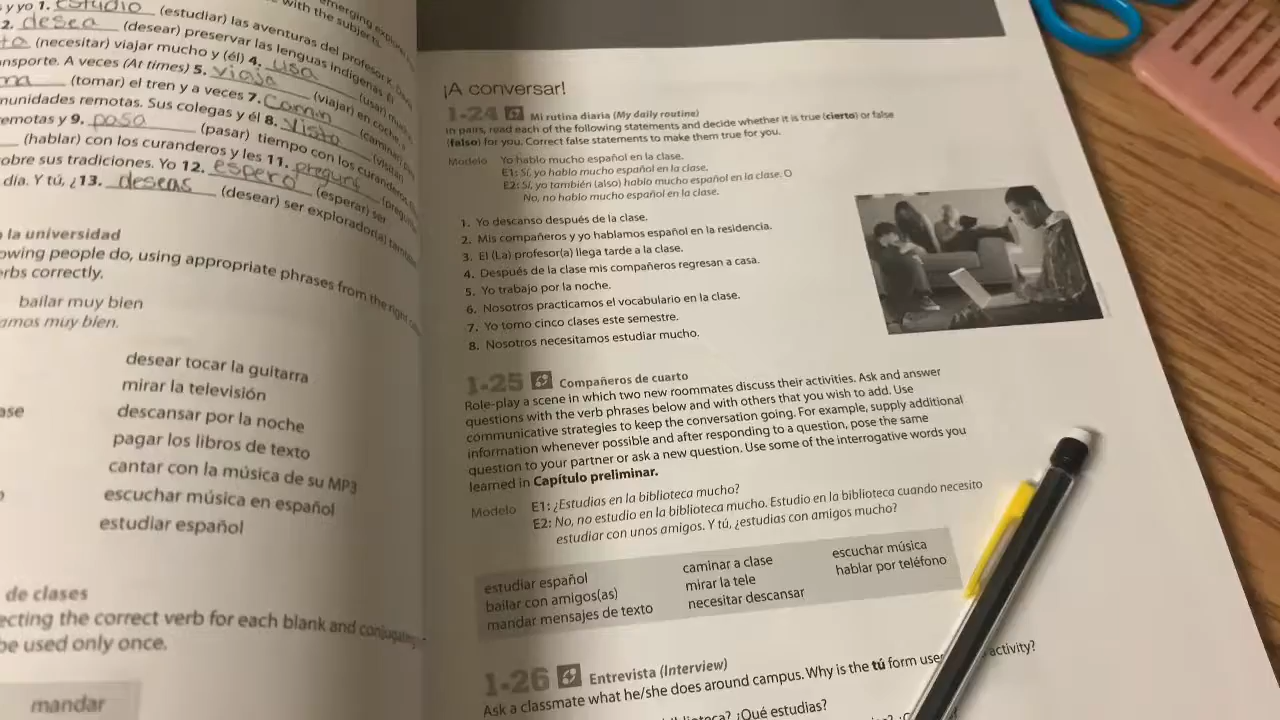 y yo 1. estudio (estudiar) las aventuras del profesor K. David
2. desea (desear) preservar las lenguas indígenas. Él
(necesitar) viajar mucho y (él) 4. usa (usar)
nsporte. A veces (At times) 5. viaja (viajar) en coche,
(tomar) el tren y a veces 7. Camin (caminar)
munidades remotas. Sus colegas y él 8. Visto (visitan
emotas y 9. pasa (pasar) tiempo con los curanderos
(hablar) con los curanderos y les 11. pregunt
obre sus tradiciones. Yo 12. espero (esperar) ser
día. Y tú, ¿13. deseas (desear) ser explorador(a)
la universidad
owing people do, using appropriate phrases from the right
erbs correctly.
bailar muy bien
amos muy bien.
desear tocar la guitarra
mirar la televisión
ase descansar por la noche
pagar los libros de texto
cantar con la música de su MP3
escuchar música en español
estudiar español
de clases
ecting the correct verb for each blank and
be used only once.
mandar
¡A conversar!
1-24 Mi rutina diaria (My daily routine)
In pairs, read each of the following statements and decide whether it is true (cierto) or false
(falso) for you. Correct false statements to make them true for you.
Modelo Yo hablo mucho español en la clase.
E1: Sí, yo hablo mucho español en la clase.
E2: Sí, yo también (also) hablo mucho español en la clase. O
No, no hablo mucho español en la clase.
1. Yo descanso después de la clase.
2. Mis compañeros y yo hablamos español en la residencia.
3. El (La) profesor(a) llega tarde a la clase.
4. Después de la clase mis compañeros regresan a casa.
5. Yo trabajo por la noche.
6. Nosotros practicamos el vocabulario en la clase.
7. Yo tomo cinco clases este semestre.
8. Nosotros necesitamos estudiar mucho.
1-25 Compañeros de cuarto
Role-play a scene in which two new roommates discuss their activities. Ask and answer
questions with the verb phrases below and with others that you wish to add. Use
communicative strategies to keep the conversation going. For example, supply additional
information whenever possible and after responding to a question, pose the same
question to your partner or ask a new question. Use some of the interrogative words you
learned in Capítulo preliminar.
Modelo E1: ¿Estudias en la biblioteca mucho?
E2: No, no estudio en la biblioteca mucho. Estudio en la biblioteca cuando necesito
estudiar con unos amigos. Y tú, ¿estudias con amigos mucho?
estudiar español caminar a clase escuchar música
bailar con amigos(as) mirar la tele hablar por teléfono
mandar mensajes de texto necesitar descansar
1-26 Entrevista (Interview)
Ask a classmate what he/she does around campus. Why is the tú form use activity?
¿Qué estudias?